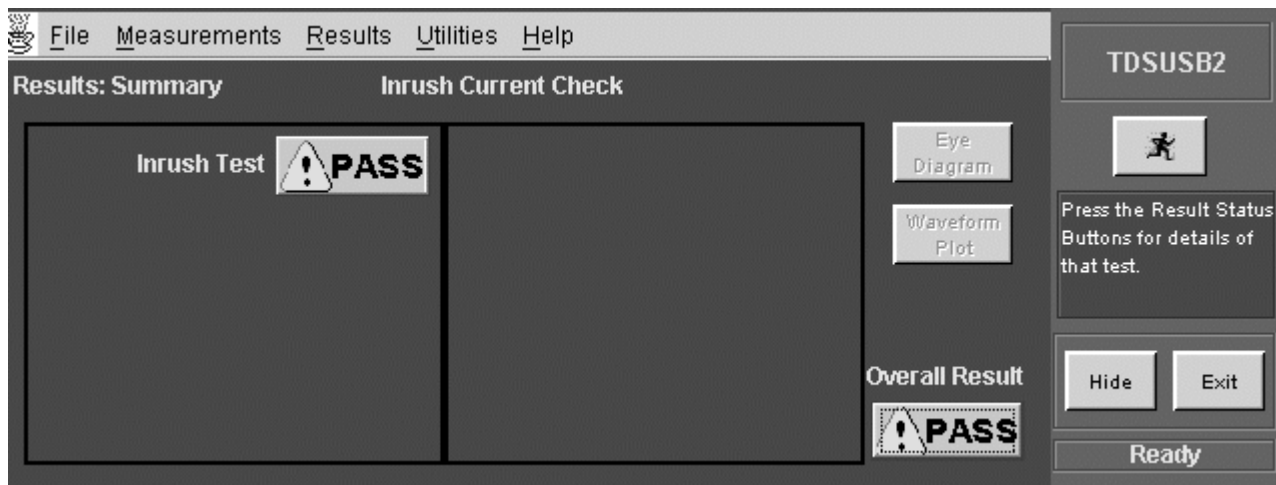 File Measurements Results Utilities Help
Results: Summary
Inrush Current Check
Inrush Test
PASS
Eye
Diagram
Waveform
Plot
Overall Result
PASS
TDSUSB2
Press the Result Status
Buttons for details of
that test.
Hide
Exit
Ready